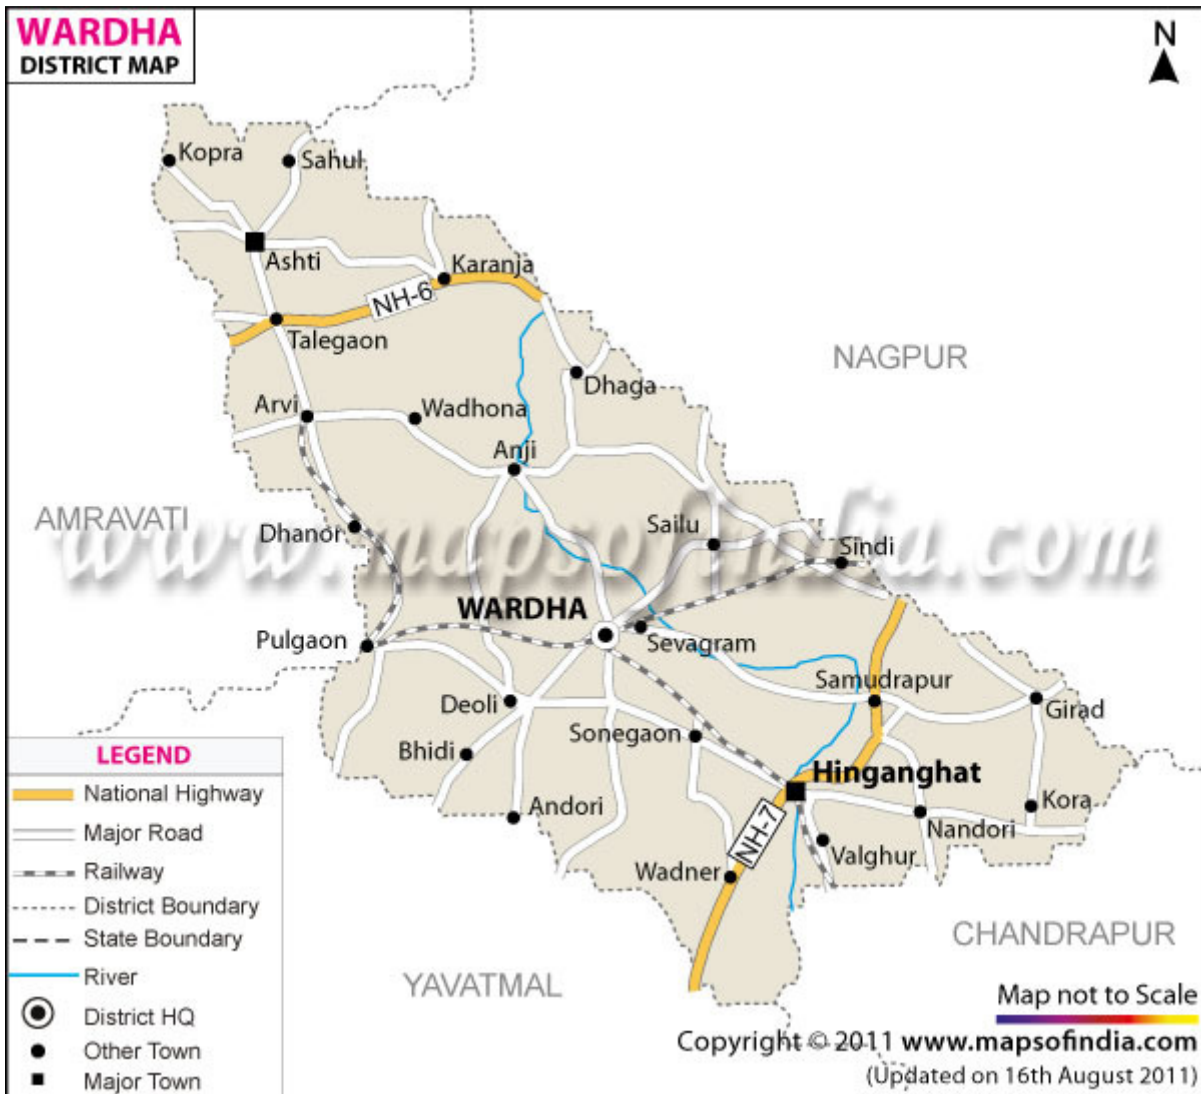 WARDHA
DISTRICT MAP
N
Kopra
Sahul
Ashti
Karanja
NH-6
Talegaon
NAGPUR
Dhaga
Arvi
Wadhona
Anji
AMRAVATI
Dhanor
Sailu
Sindi
www.mapsofindia.com
WARDHA
Pulgaon
Sevagram
Samudrapur
Deoli
Girad
Sonegaon
Bhidi
Hinganghat
Andori
Kora
Nandori
NH-7
Valghur
Wadner
CHANDRAPUR
YAVATMAL
LEGEND
National Highway
Major Road
Railway
District Boundary
State Boundary
River
District HQ
Other Town
Major Town
Map not to Scale
Copyright © 2011 www.mapsofindia.com
(Updated on 16th August 2011)